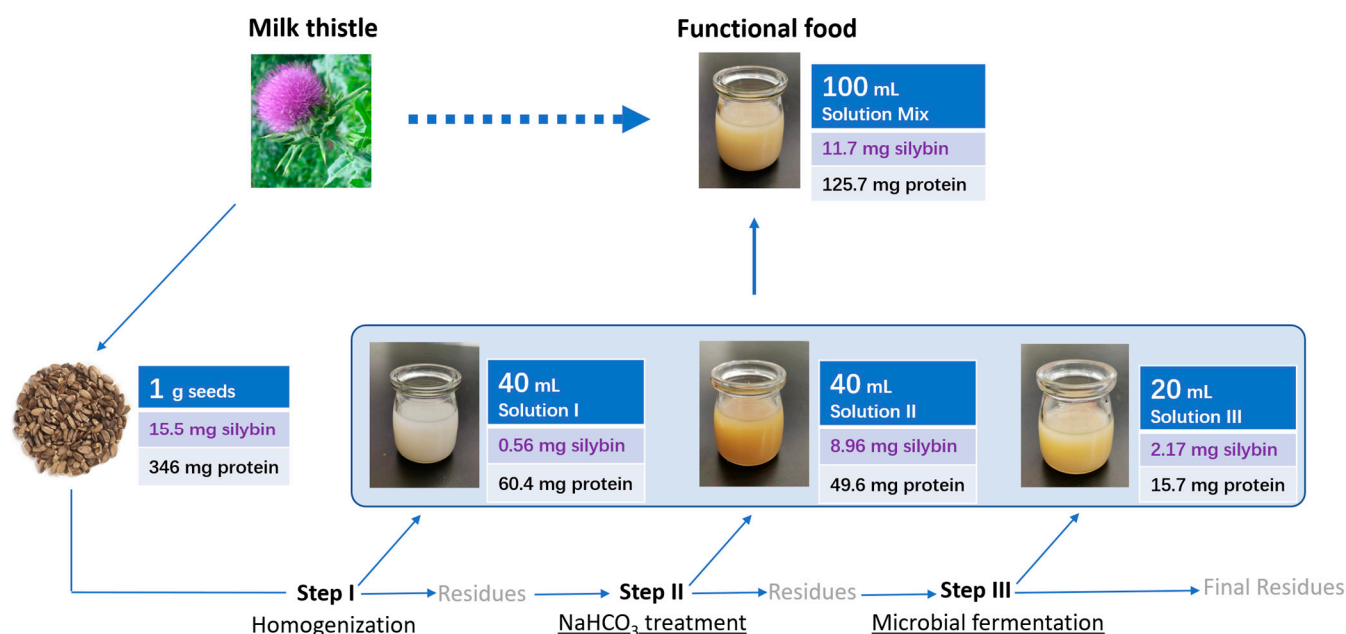 Milk thistle
Functional food
100 mL
Solution Mix
11.7 mg silybin
125.7 mg protein
1 g seeds
15.5 mg silybin
346 mg protein
40 mL
Solution I
0.56 mg silybin
60.4 mg protein
40 mL
Solution II
8.96 mg silybin
49.6 mg protein
20 mL
Solution III
2.17 mg silybin
15.7 mg protein
Step I
Residues
Step II
Residues
Step III
Final Residues
Homogenization
NaHCO₃ treatment
Microbial fermentation